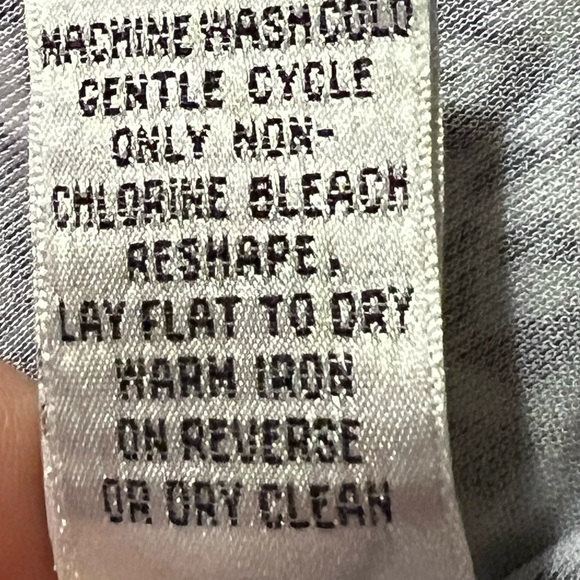 MACHINE WASH COLD
GENTLE CYCLE
ONLY NON-
CHLORINE BLEACH
RESHAPE,
LAY FLAT TO DRY
WARM IRON
ON REVERSE
OR DRY CLEAN